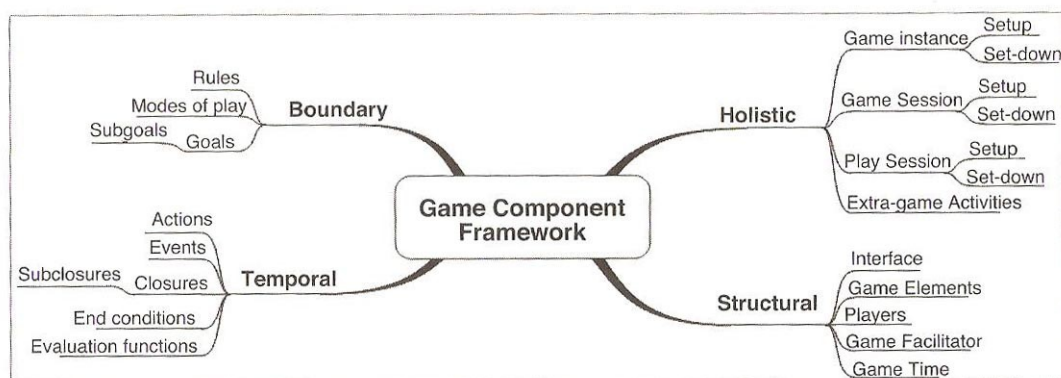 Game Component
Framework
Boundary
Rules
Modes of play
Goals
Subgoals
Temporal
Actions
Events
Closures
Subclosures
End conditions
Evaluation functions
Holistic
Game instance
Setup
Set-down
Game Session
Setup
Set-down
Play Session
Setup
Set-down
Extra-game Activities
Structural
Interface
Game Elements
Players
Game Facilitator
Game Time